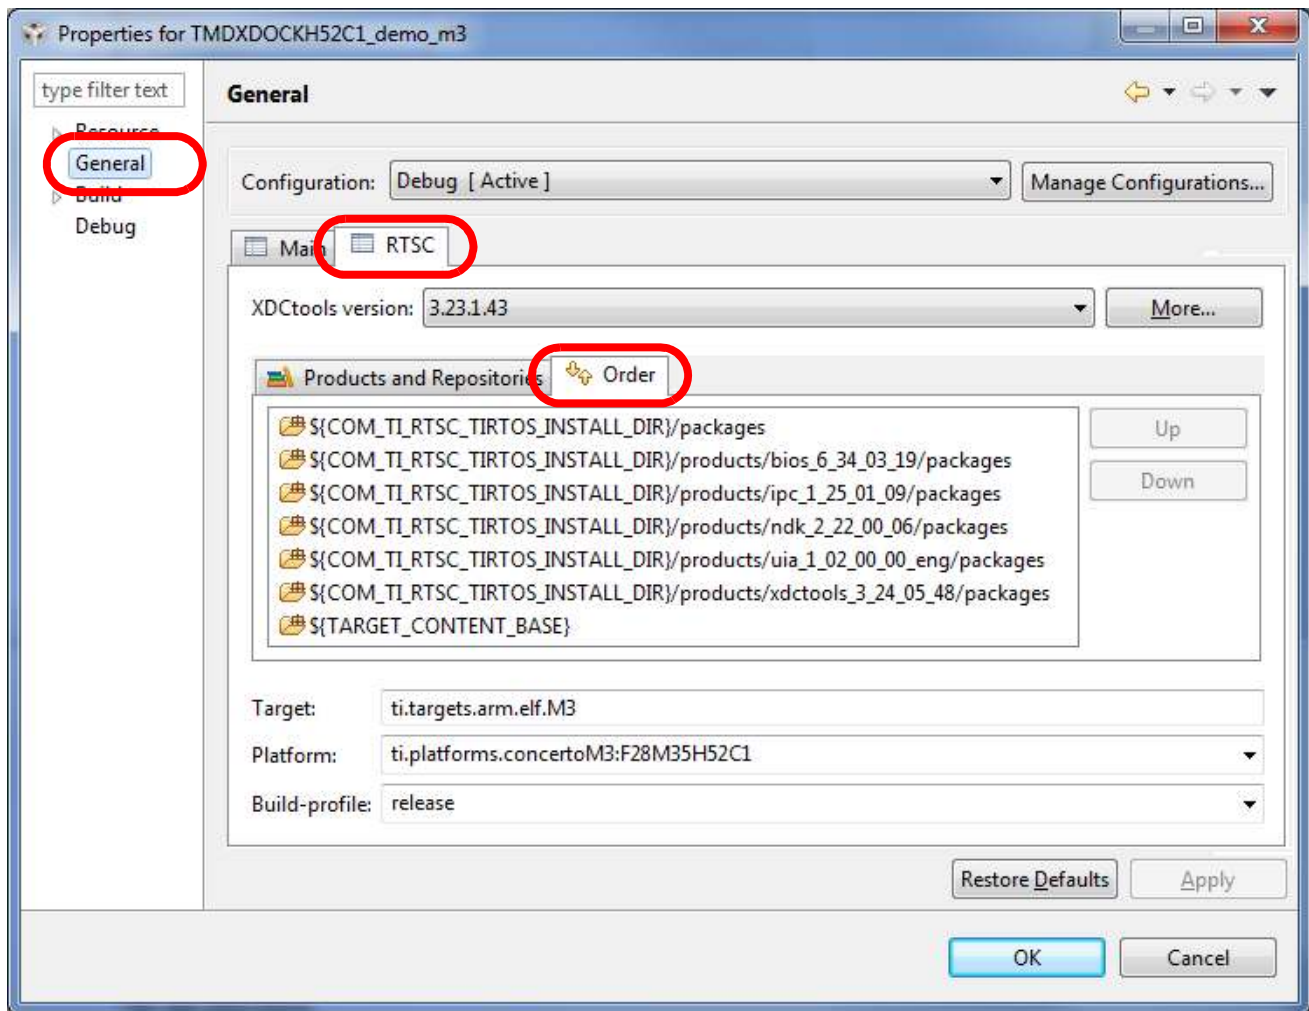 Properties for TMDXDOCKH52C1_demo_m3
type filter text
General
Resource
General
Build
Debug
Configuration: Debug [ Active ] Manage Configurations...
Main RTSC
XDCtools version: 3.23.1.43 More...
Products and Repositories Order
${COM_TI_RTSC_TIRTOS_INSTALL_DIR}/packages
${COM_TI_RTSC_TIRTOS_INSTALL_DIR}/products/bios_6_34_03_19/packages
${COM_TI_RTSC_TIRTOS_INSTALL_DIR}/products/ipc_1_25_01_09/packages
${COM_TI_RTSC_TIRTOS_INSTALL_DIR}/products/ndk_2_22_00_06/packages
${COM_TI_RTSC_TIRTOS_INSTALL_DIR}/products/uia_1_02_00_00_eng/packages
${COM_TI_RTSC_TIRTOS_INSTALL_DIR}/products/xdctools_3_24_05_48/packages
${TARGET_CONTENT_BASE}
Up
Down
Target: ti.targets.arm.elf.M3
Platform: ti.platforms.concertoM3:F28M35H52C1
Build-profile: release
Restore Defaults Apply
OK Cancel